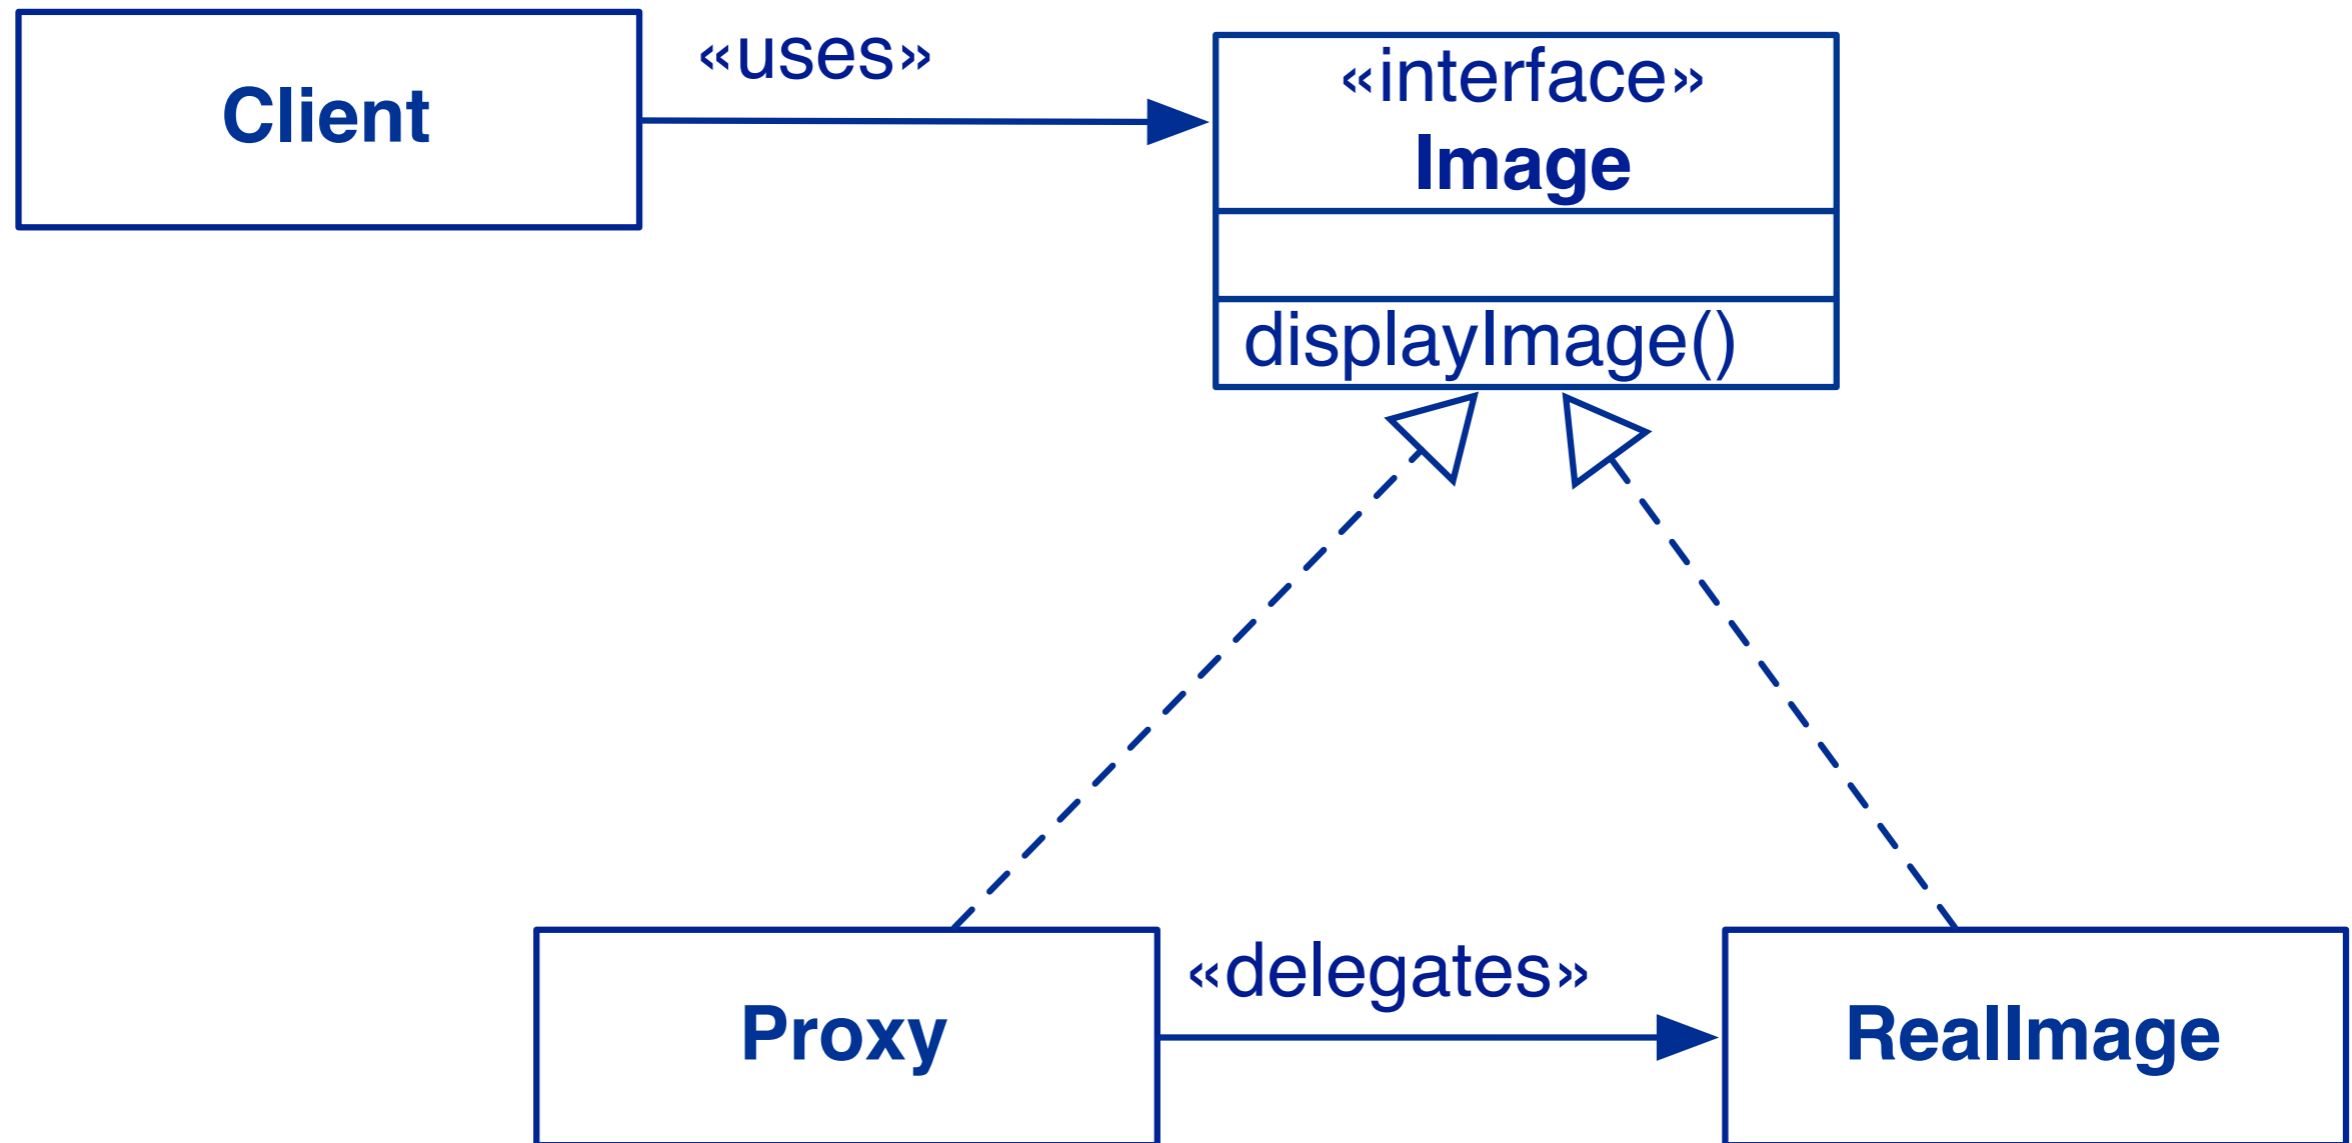 Client
«uses»
«interface»
Image
displayImage()
Proxy
«delegates»
RealImage